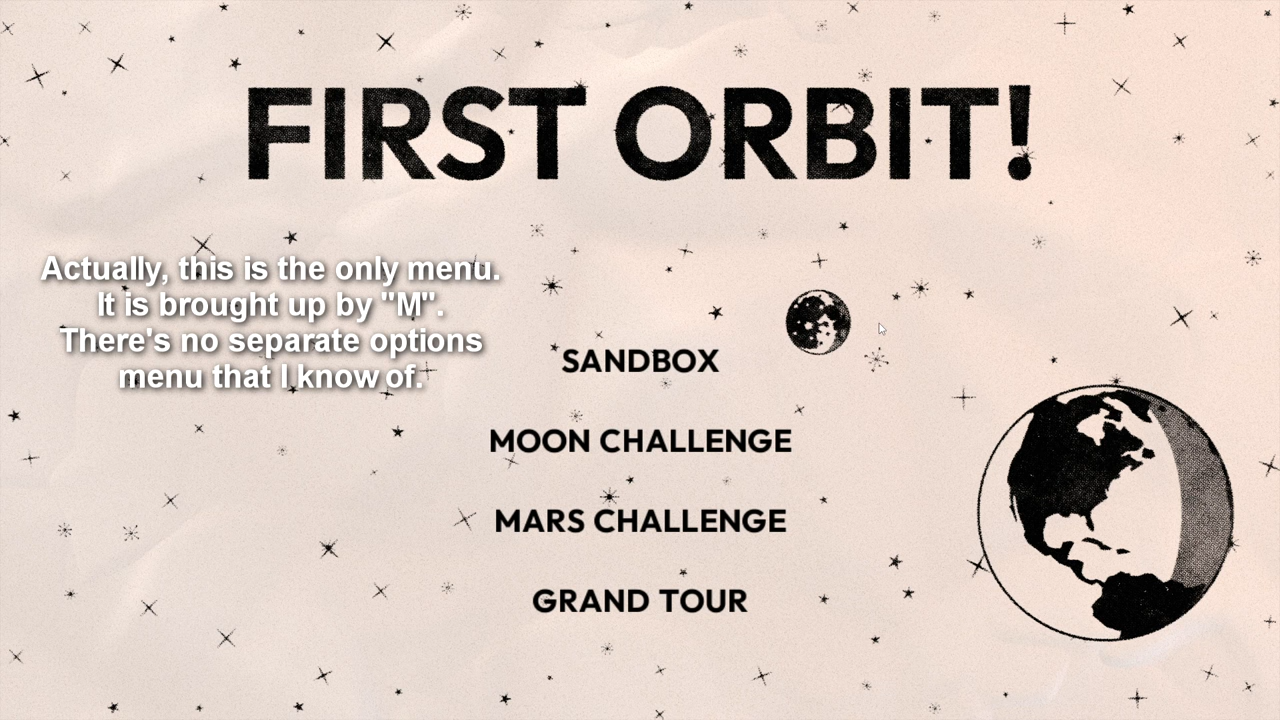 FIRST ORBIT!
Actually, this is the only menu.
It is brought up by "M".
There's no separate options
menu that I know of.
SANDBOX
MOON CHALLENGE
MARS CHALLENGE
GRAND TOUR